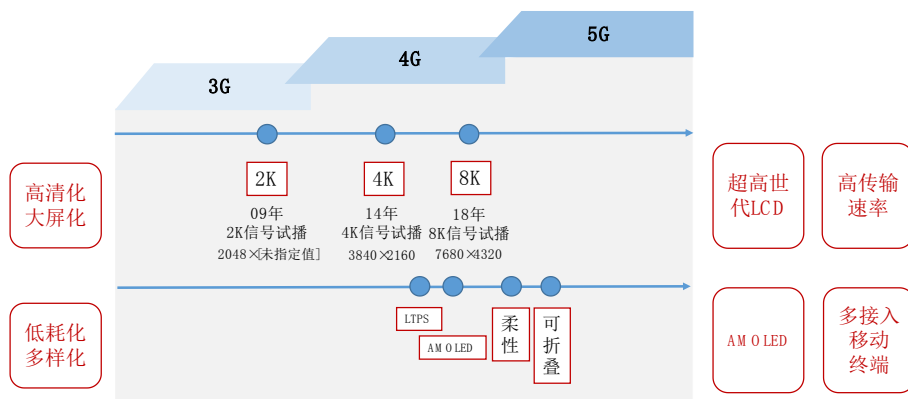 5G
4G
3G
高清化
大屏化
2K
4K
8K
09年
2K信号试播
2048×[未指定值]
14年
4K信号试播
3840×2160
18年
8K信号试播
7680×4320
超高世
代LCD
高传输
速率
低耗化
多样化
LTPS
AMOLED
柔
性
可
折
叠
AMOLED
多接入
移动
终端